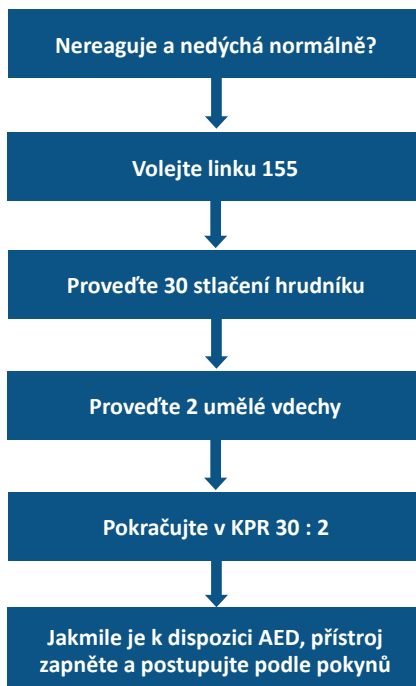 Nereaguje a nedýchá normálně?
Volejte linku 155
Proveďte 30 stlačení hrudníku
Proveďte 2 umělé vdechy
Pokračujte v KPR 30 : 2
Jakmile je k dispozici AED, přístroj
zapněte a postupujte podle pokynů